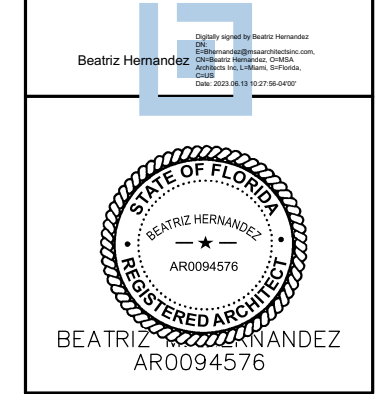 Beatriz Hernandez
Digitally signed by Beatriz Hernandez
DN:
E=Bhernandez@msaarchitectsinc.com,
CN=Beatriz Hernandez, O=MSA
Architects Inc, L=Miami, S=Florida,
C=US
Date: 2023.06.13 10:27:56-04'00'
STATE OF FLORIDA
BEATRIZ HERNANDEZ
AR0094576
REGISTERED ARCHITECT
BEATRIZ HERNANDEZ
AR0094576